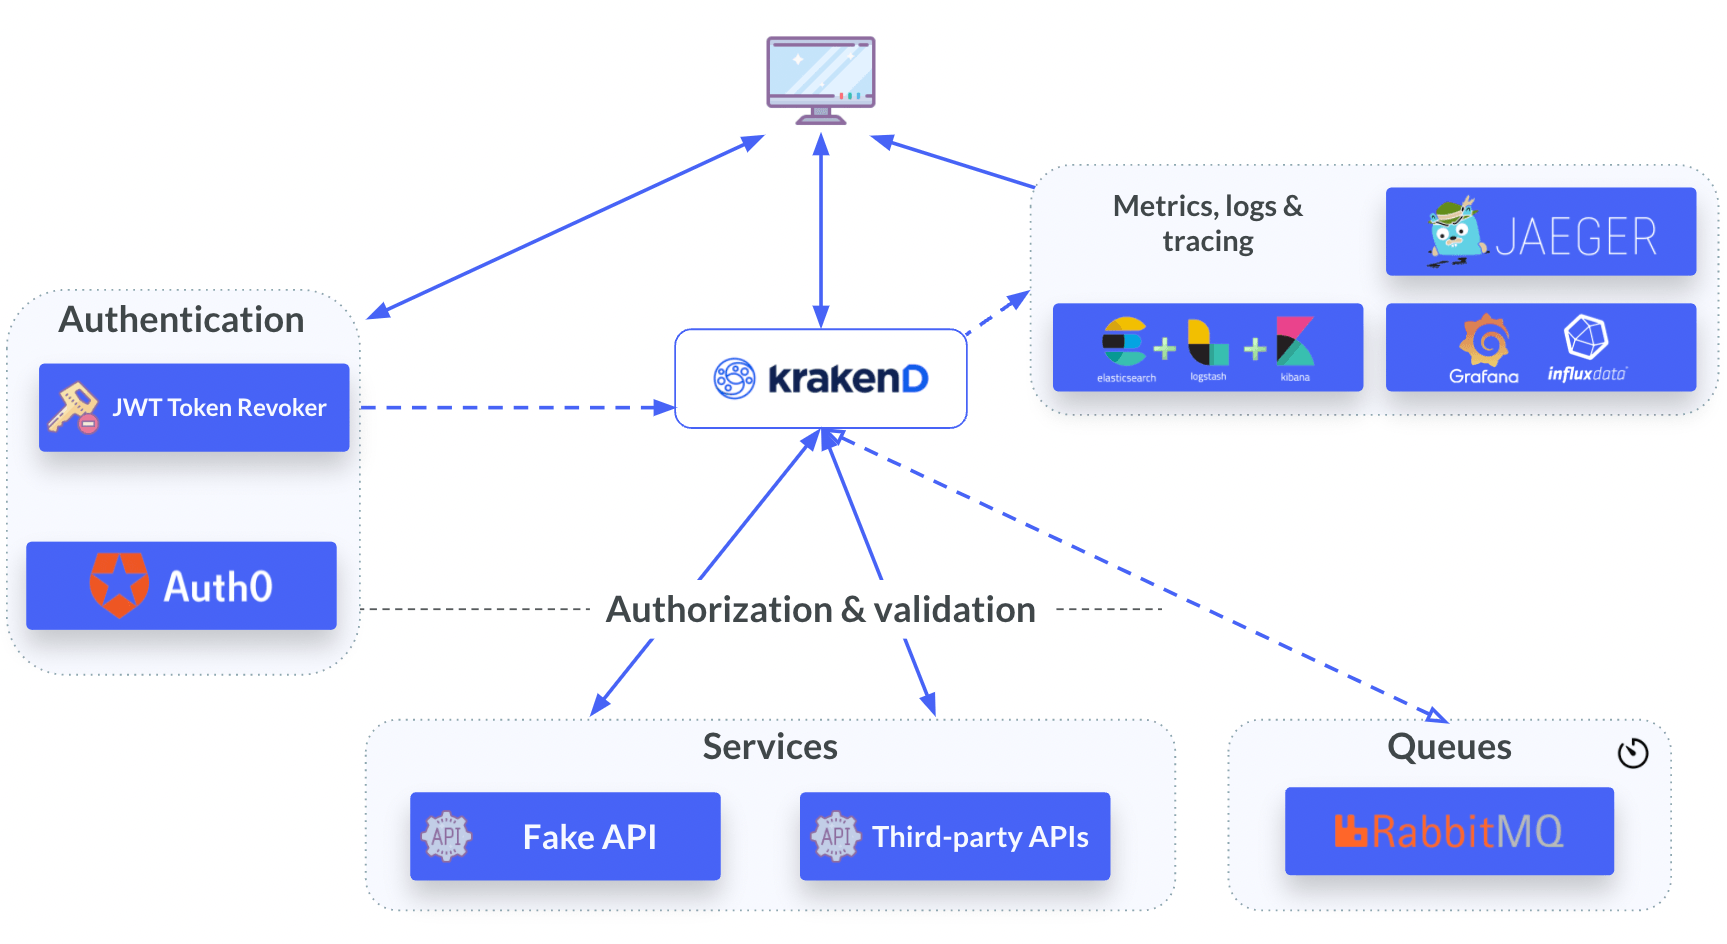 Metrics, logs &
tracing
JAEGER
elasticsearch
+
logstash
+
kibana
Grafana
influxdata
Authentication
JWT Token Revoker
Auth0
krakenD
Authorization & validation
Services
API
Fake API
API
Third-party APIs
Queues
RabbitMQ